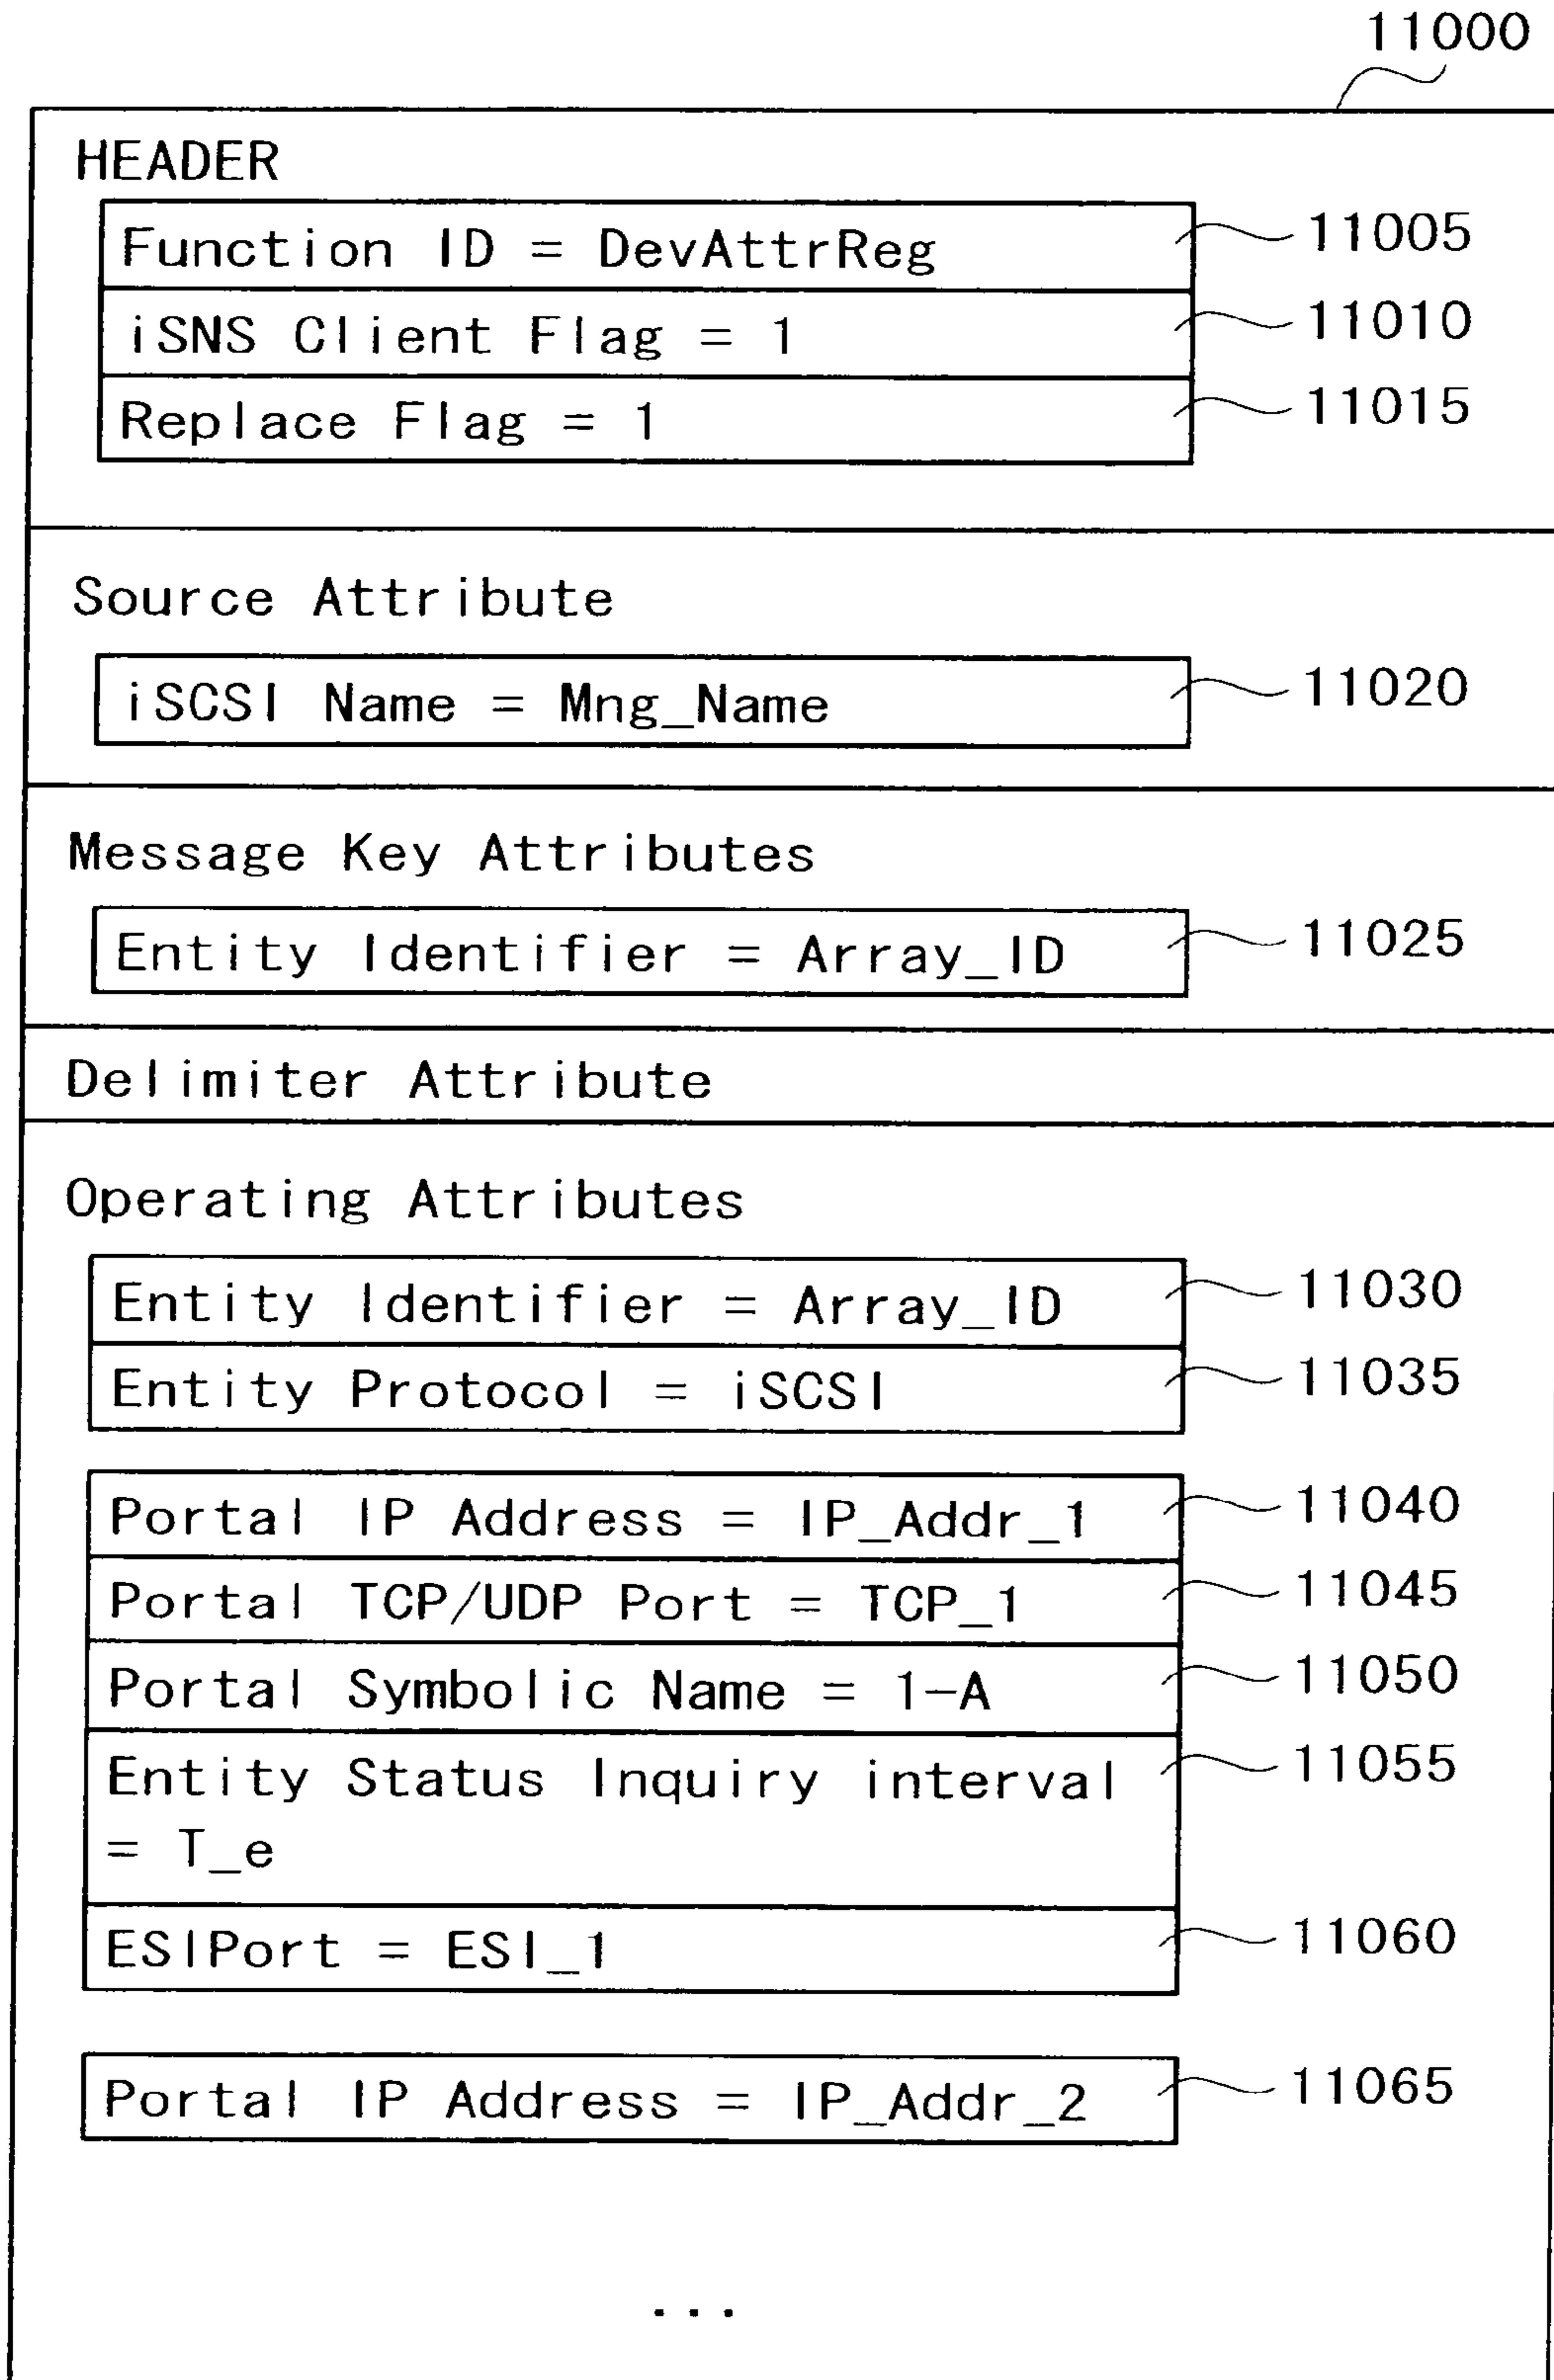 11000
HEADER
Function ID = DevAttrReg 11005
iSNS Client Flag = 1 11010
Replace Flag = 1 11015
Source Attribute
iSCSI Name = Mng_Name 11020
Message Key Attributes
Entity Identifier = Array_ID 11025
Delimiter Attribute
Operating Attributes
Entity Identifier = Array_ID 11030
Entity Protocol = iSCSI 11035
Portal IP Address = IP_Addr_1 11040
Portal TCP/UDP Port = TCP_1 11045
Portal Symbolic Name = 1-A 11050
Entity Status Inquiry interval 11055
= T_e
ESIPort = ESI_1 11060
Portal IP Address = IP_Addr_2 11065
...